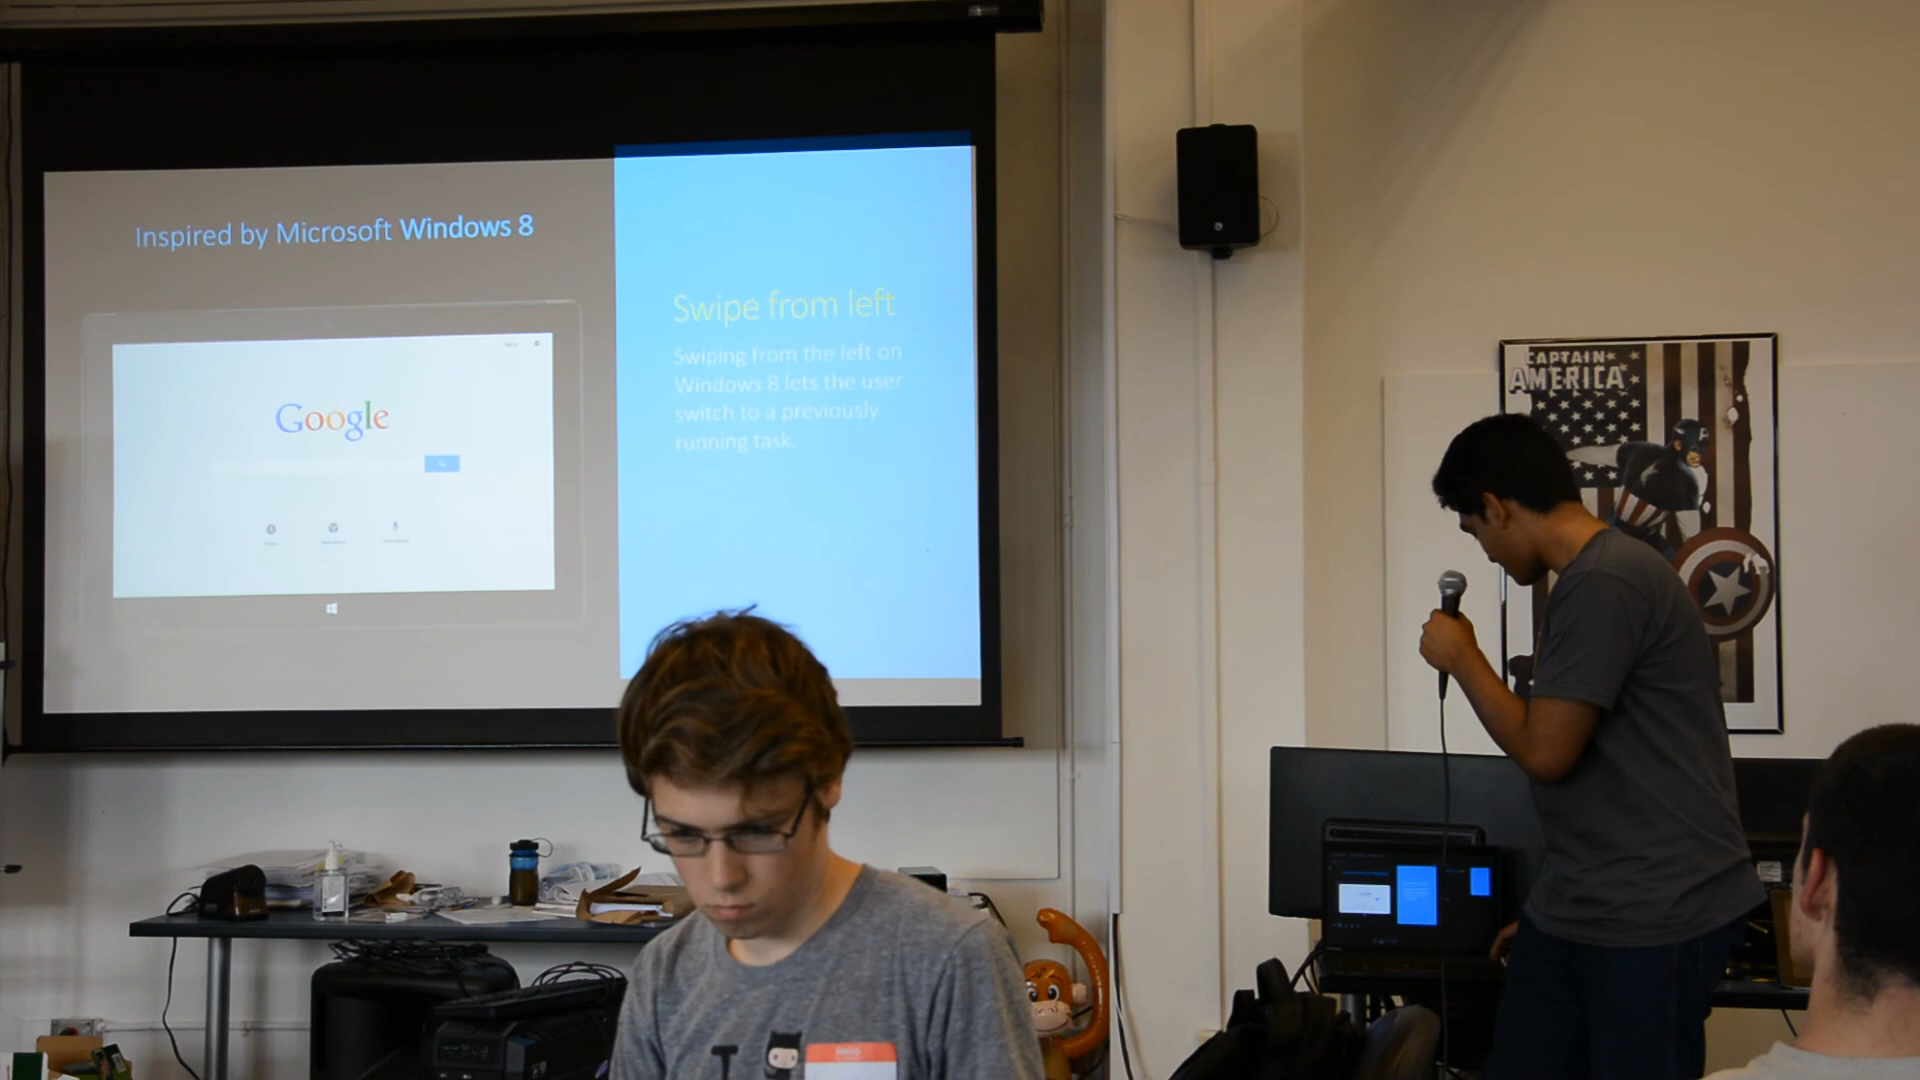 Inspired by Microsoft Windows 8
Google
Swipe from left
Swiping from the left on
Windows 8 lets the user
switch to a previously
running task.
CAPTAIN
AMERICA
Hello
I